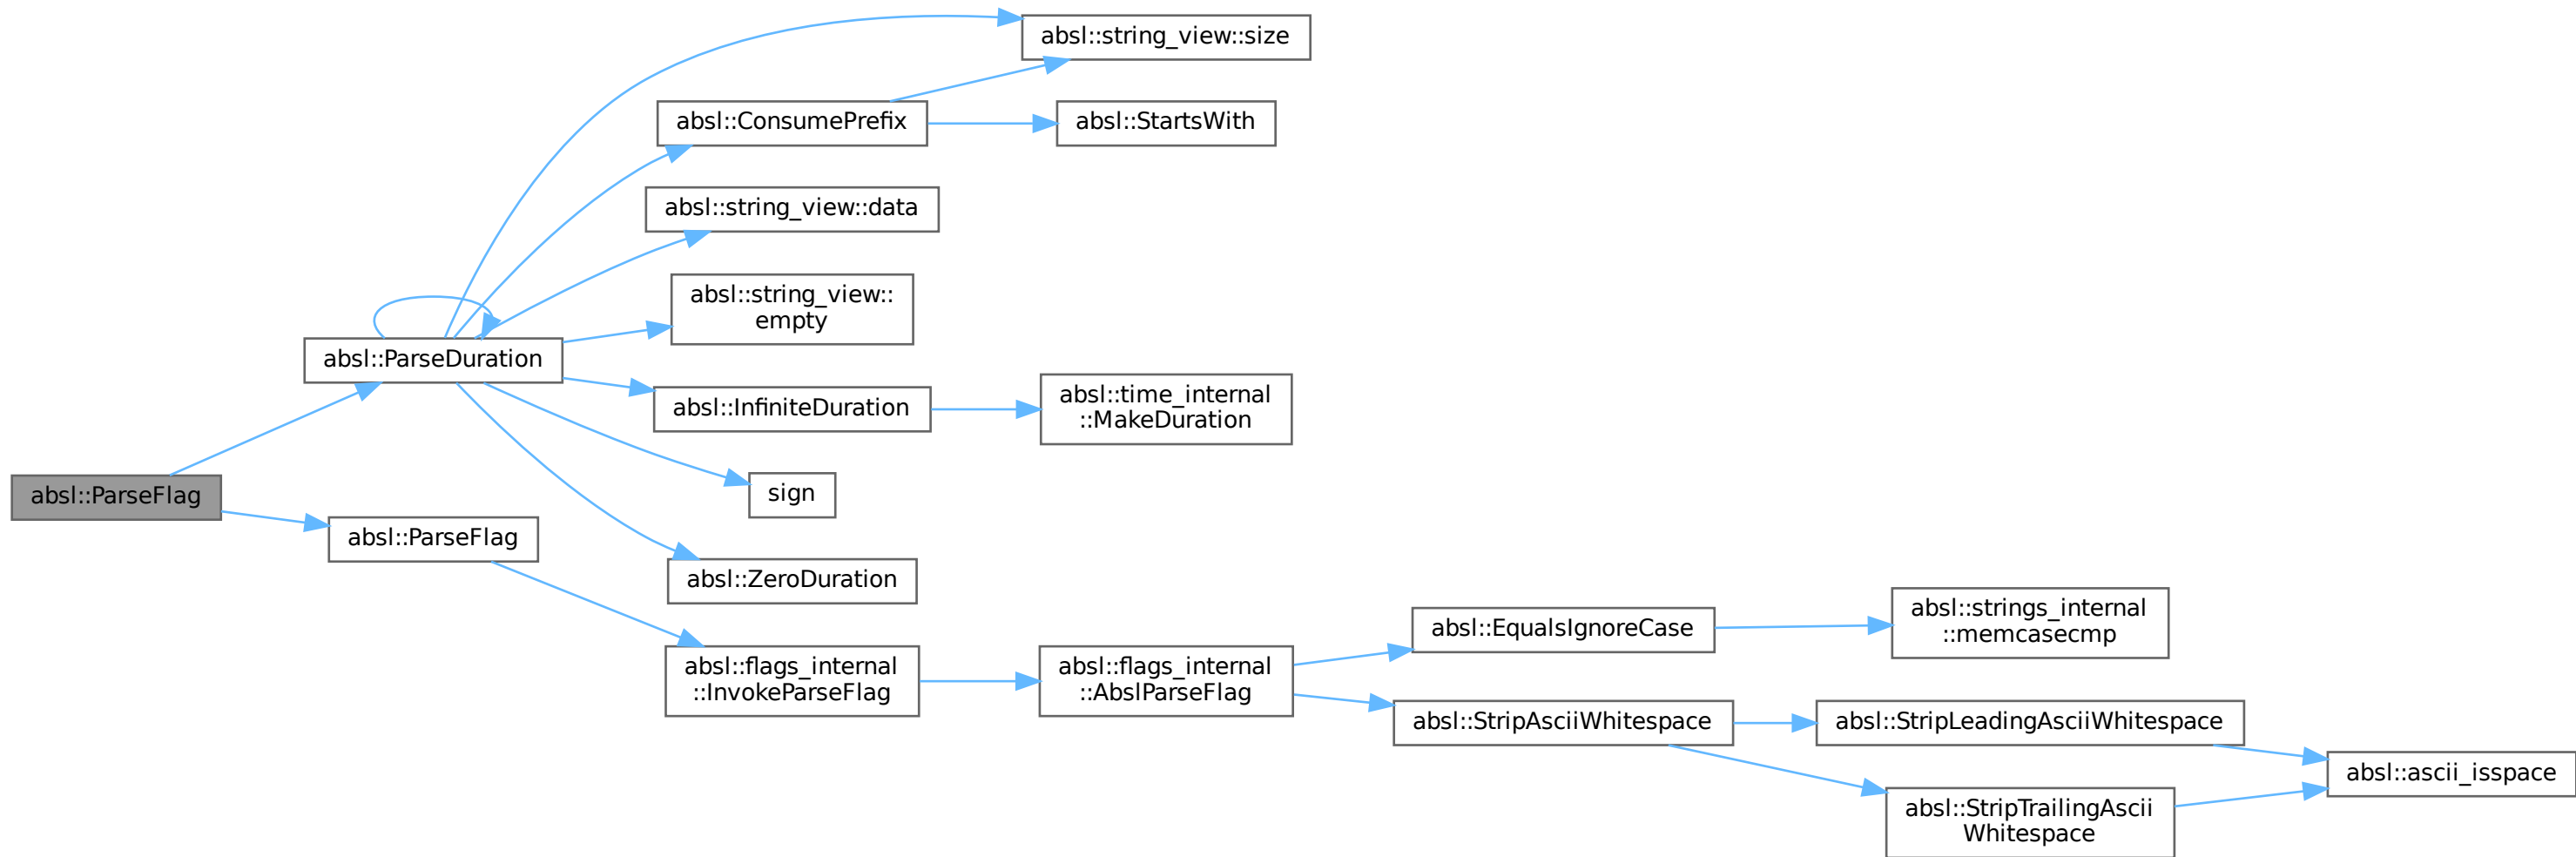 absl::string_view::size
absl::ConsumePrefix
absl::StartsWith
absl::string_view::data
absl::string_view::
empty
absl::ParseDuration
absl::InfiniteDuration
absl::time_internal
::MakeDuration
absl::ParseFlag
sign
absl::ParseFlag
absl::ZeroDuration
absl::flags_internal
::InvokeParseFlag
absl::flags_internal
::AbslParseFlag
absl::EqualsIgnoreCase
absl::strings_internal
::memcasecmp
absl::StripAsciiWhitespace
absl::StripLeadingAsciiWhitespace
absl::StripTrailingAscii
Whitespace
absl::ascii_isspace